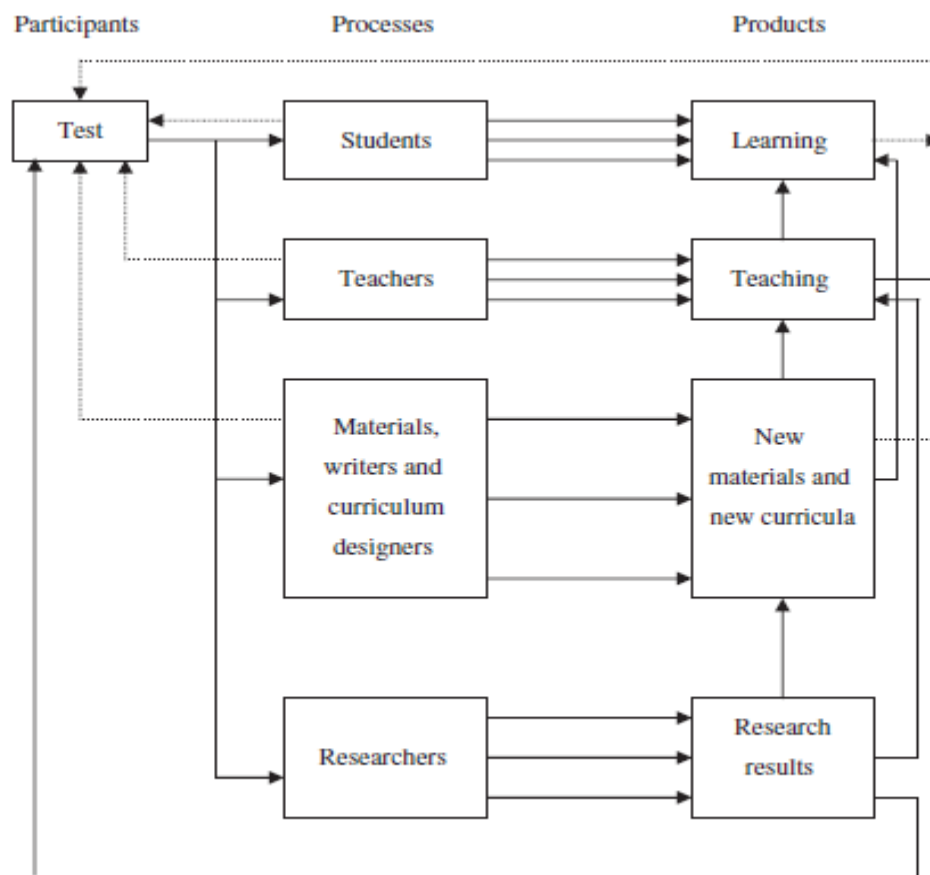 Participants Processes Products
Test
Students
Learning
Teachers
Teaching
Materials,
writers and
curriculum
designers
New
materials and
new curricula
Researchers
Research
results